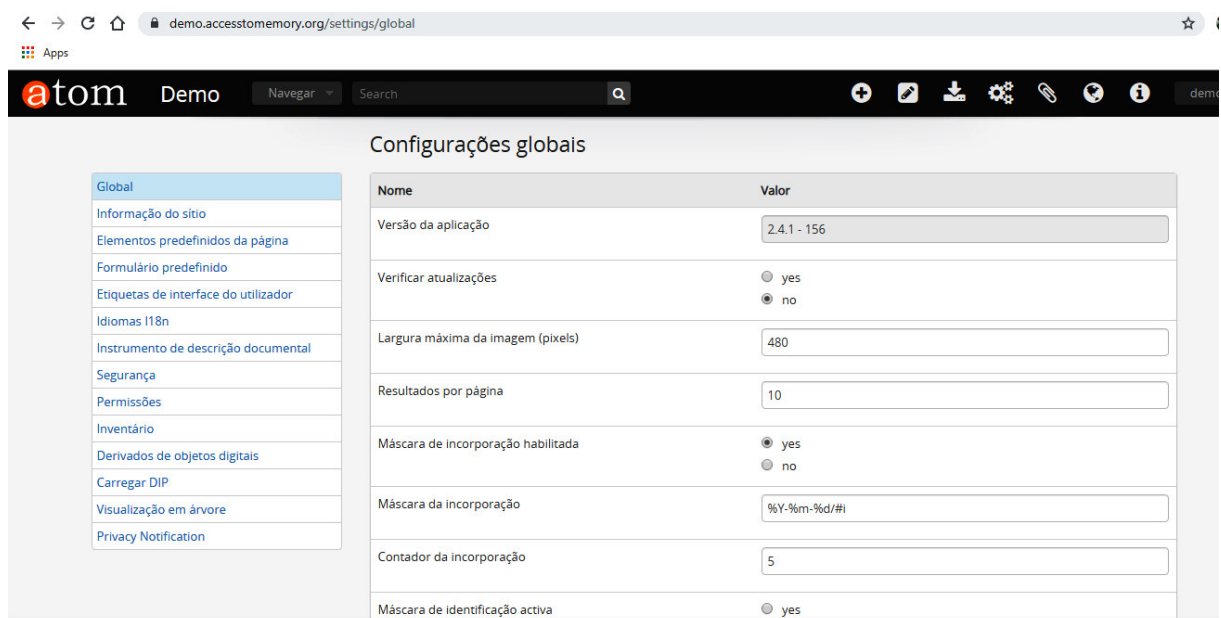 demo.accesstomemory.org/settings/global
Apps
atom Demo Navegar Search demo
Configurações globais
Global
Informação do sítio
Elementos predefinidos da página
Formulário predefinido
Etiquetas de interface do utilizador
Idiomas I18n
Instrumento de descrição documental
Segurança
Permissões
Inventário
Derivados de objetos digitais
Carregar DIP
Visualização em árvore
Privacy Notification
Nome Valor
Versão da aplicação 2.4.1 - 156
Verificar atualizações yes
no
Largura máxima da imagem (pixels) 480
Resultados por página 10
Máscara de incorporação habilitada yes
no
Máscara da incorporação %Y-%m-%d/#i
Contador da incorporação 5
Máscara de identificação activa yes